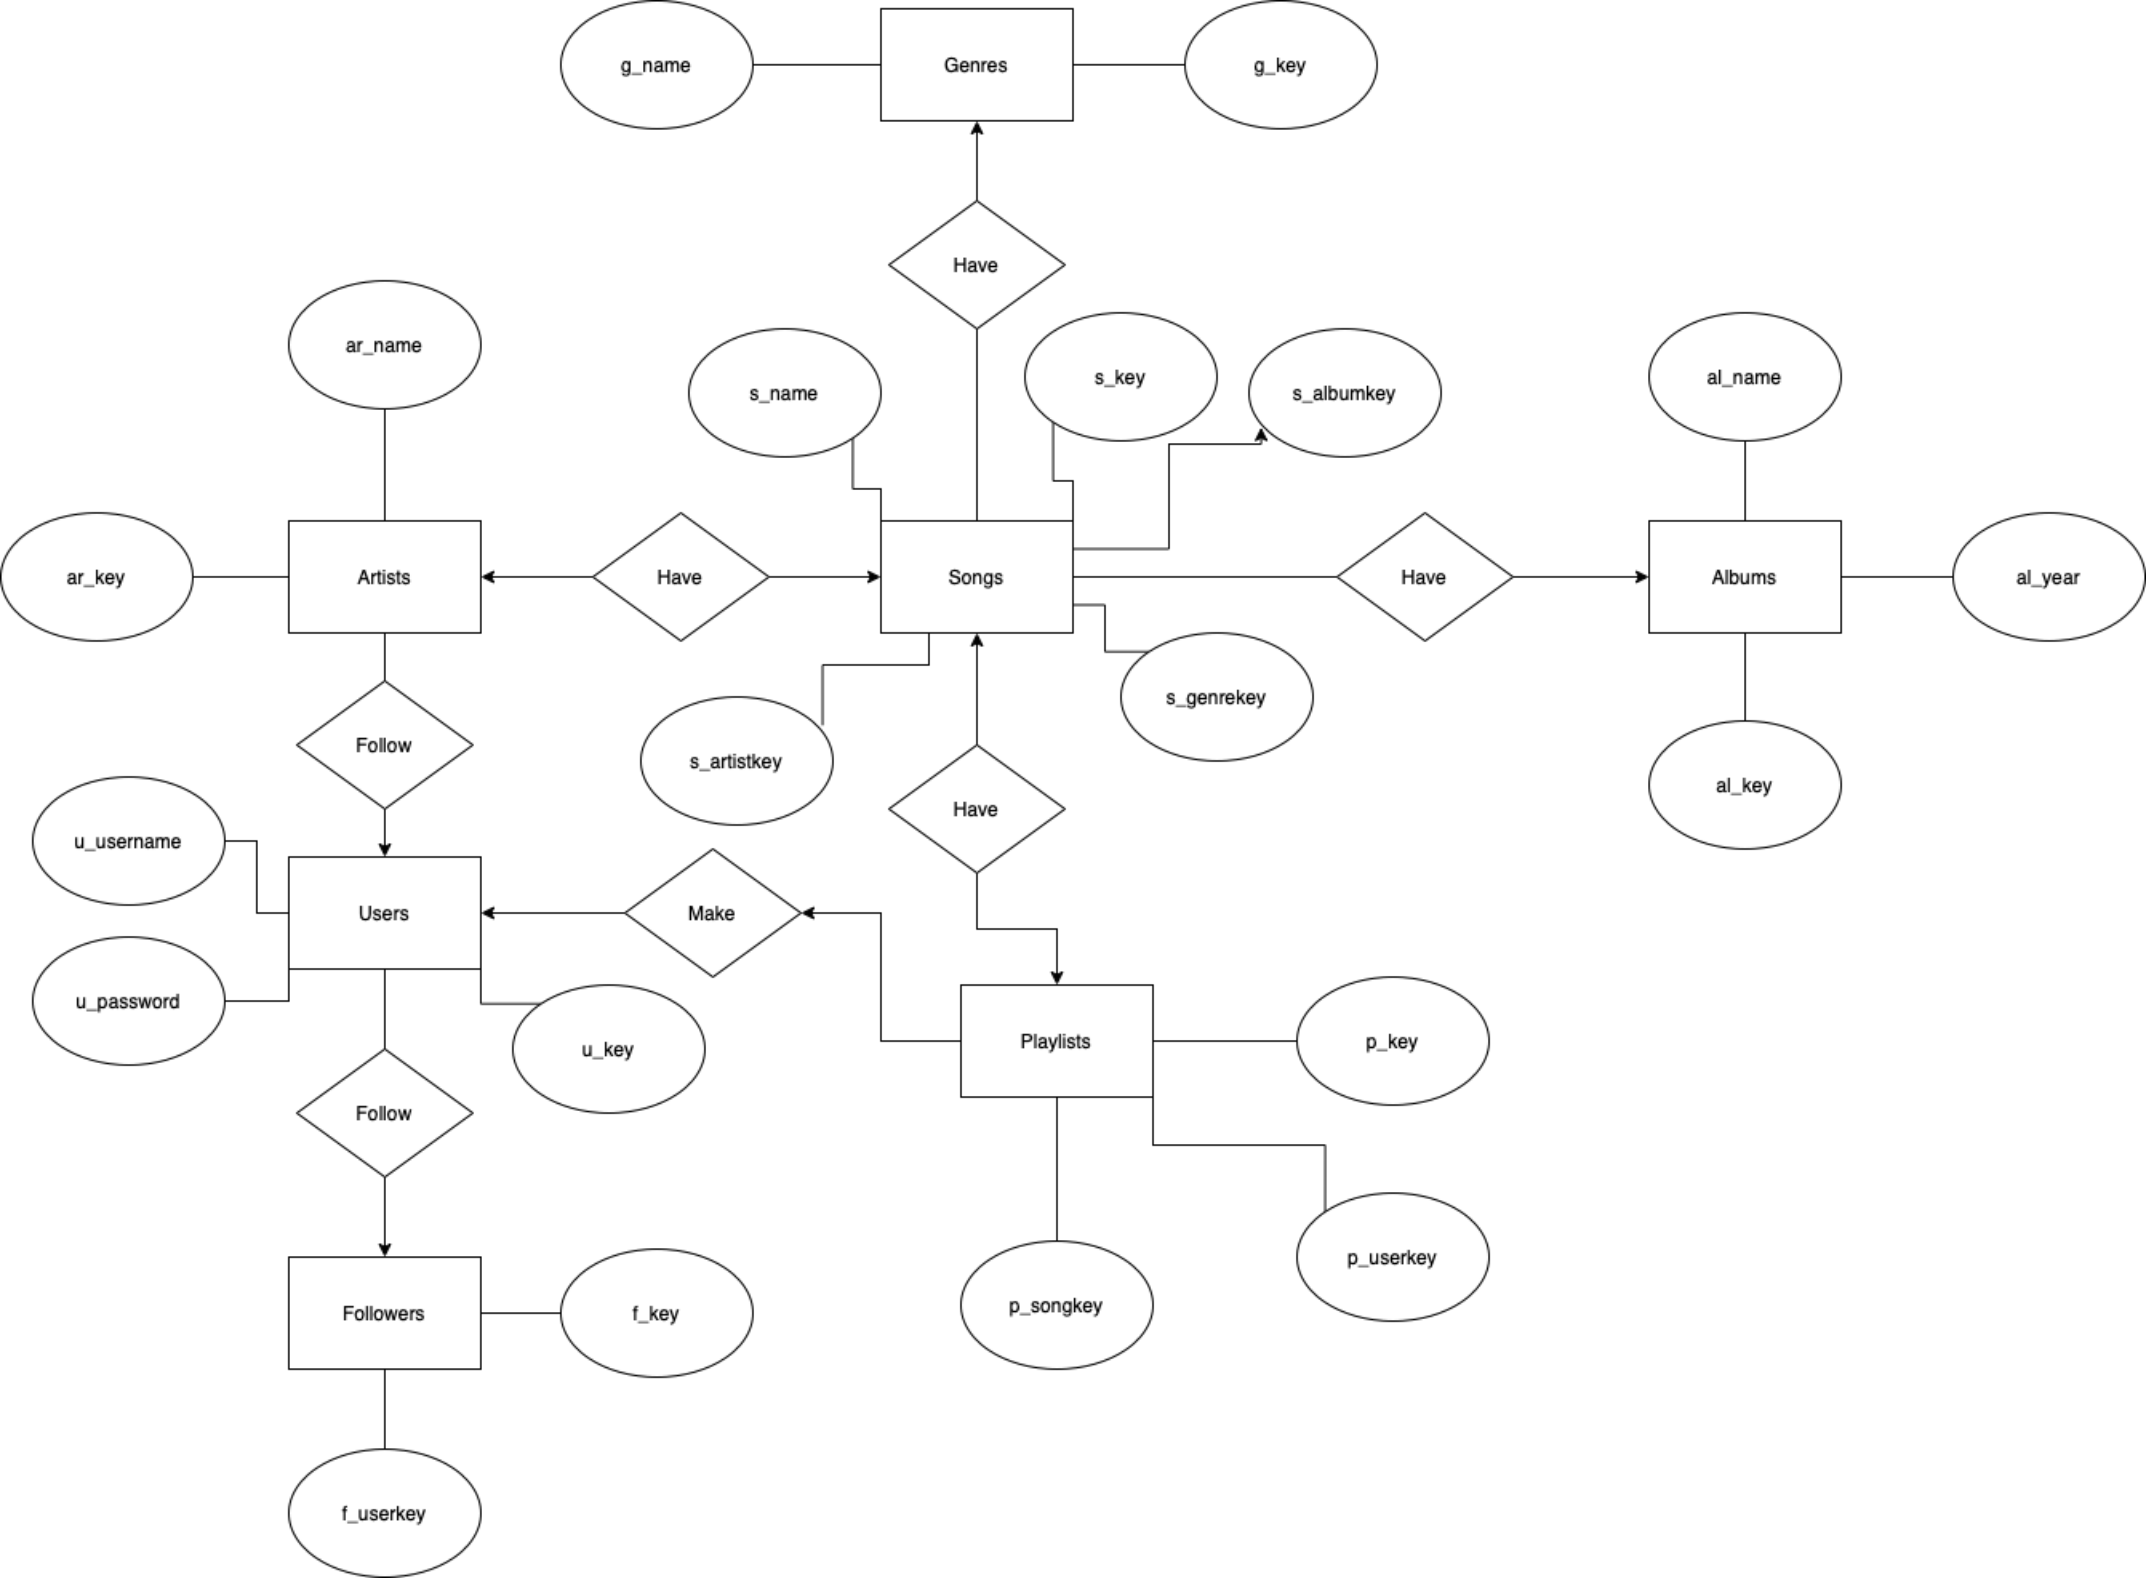 g_name
Genres
g_key
Have
ar_name
s_name
s_key
s_albumkey
al_name
ar_key
Artists
Have
Songs
Have
Albums
al_year
s_genrekey
Follow
s_artistkey
al_key
Have
u_username
Users
Make
u_password
u_key
Playlists
p_key
Follow
p_userkey
p_songkey
Followers
f_key
f_userkey